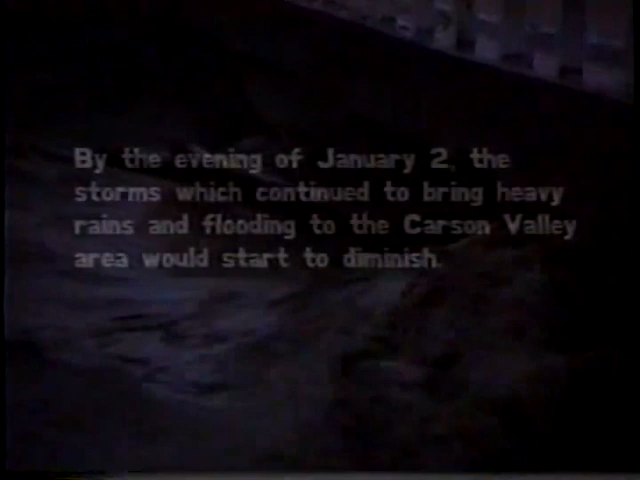 By the evening of January 2, the
storms which continued to bring heavy
rains and flooding to the Carson Valley
area would start to diminish.